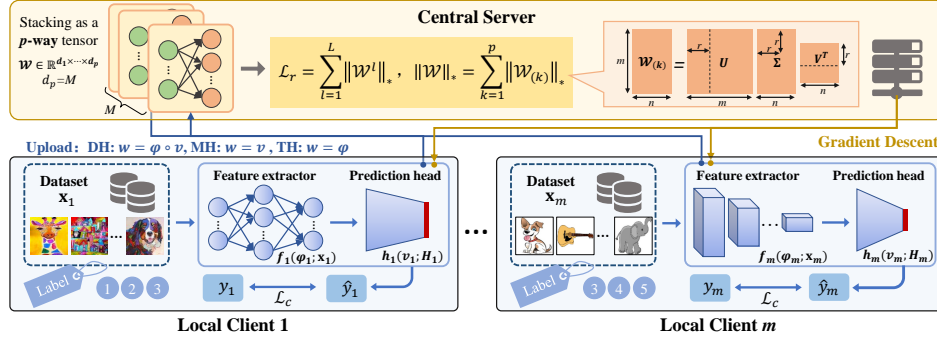 Central Server
Stacking as a
p-way tensor
𝒲 ∈ ℝ^{d_1×⋯×d_p}
d_p=M
M
ℒ_r = ∑_{l=1}^{L} ‖𝒲^l‖_* , ‖𝒲‖_* = ∑_{k=1}^{p} ‖𝒲_{(k)}‖_*
m
𝒲_(k)
n
=
r
U
m
r
r
Σ
n
V^T
r
n
Upload: DH: w = φ ∘ v, MH: w = v , TH: w = φ
Gradient Descent
Dataset
x_1
...
Label
1 2 3
Feature extractor
f_1(φ_1; x_1)
Prediction head
h_1(v_1; H_1)
y_1
ℒ_c
ŷ_1
Local Client 1
...
Dataset
x_m
...
Label
3 4 5
Feature extractor
...
f_m(φ_m; x_m)
Prediction head
h_m(v_m; H_m)
y_m
ℒ_c
ŷ_m
Local Client m